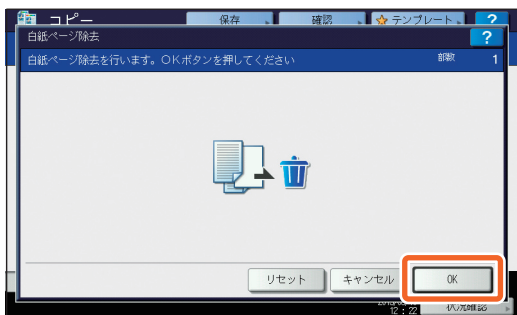 コピー
保存
確認
テンプレート
?
白紙ページ除去
?
白紙ページ除去を行います。OKボタンを押してください
部数 1
リセット
キャンセル
OK
12:22
状況確認